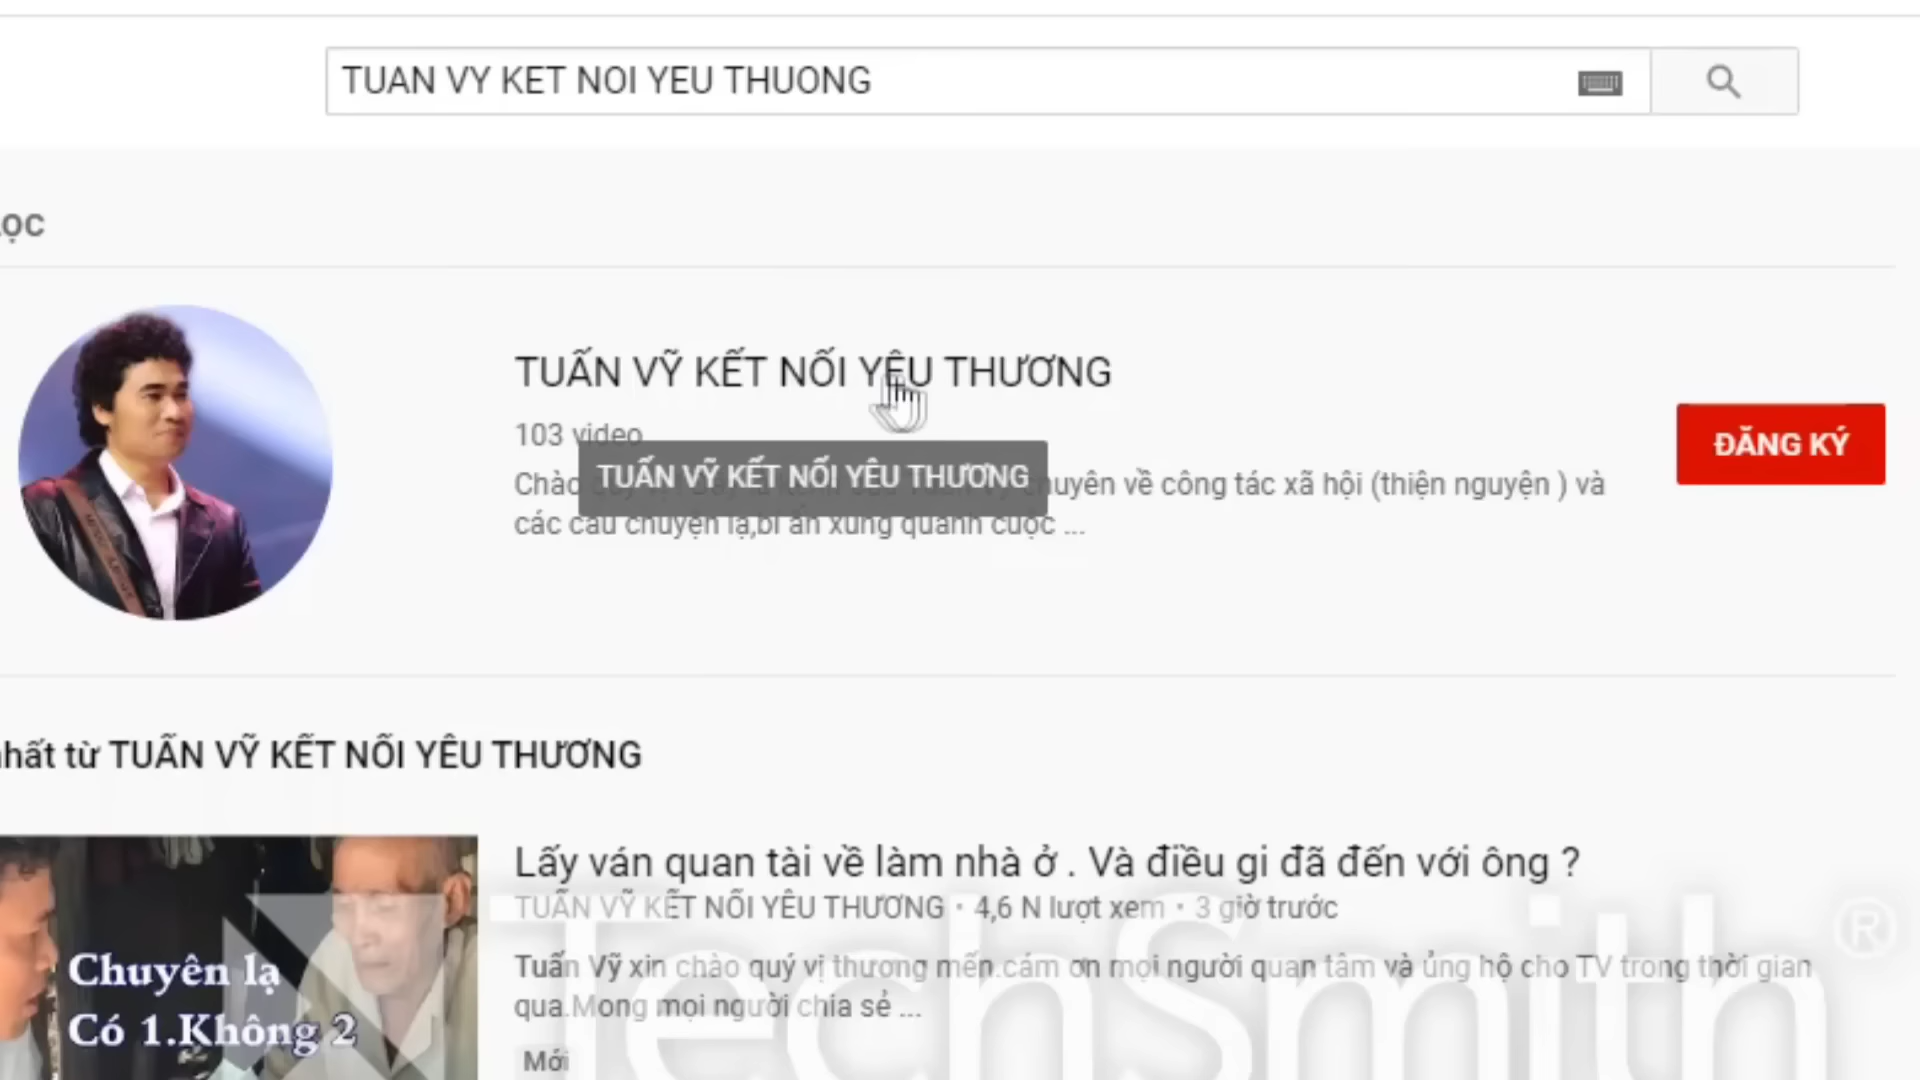 TUAN VY KET NOI YEU THUONG
ọc
TUẤN VỸ KẾT NỐI YÊU THƯƠNG
103 video
ĐĂNG KÝ
TUẤN VỸ KẾT NỐI YÊU THƯƠNG
Chào chuyên về công tác xã hội (thiện nguyện ) và
các câu chuyện lạ,bí ẩn xung quanh cuộc ...
nhất từ TUẤN VỸ KẾT NỐI YÊU THƯƠNG
Lấy ván quan tài về làm nhà ở . Và điều gi đã đến với ông ?
TUẤN VỸ KẾT NỐI YÊU THƯƠNG • 4,6 N lượt xem • 3 giờ trước
Tuấn Vỹ xin chào quý vị thương mến.cám ơn mọi người quan tâm và ủng hộ cho TV trong thời gian
qua.Mong mọi người chia sẻ ...
Mới
Chuyện lạ
Có 1.Không 2
TechSmith®